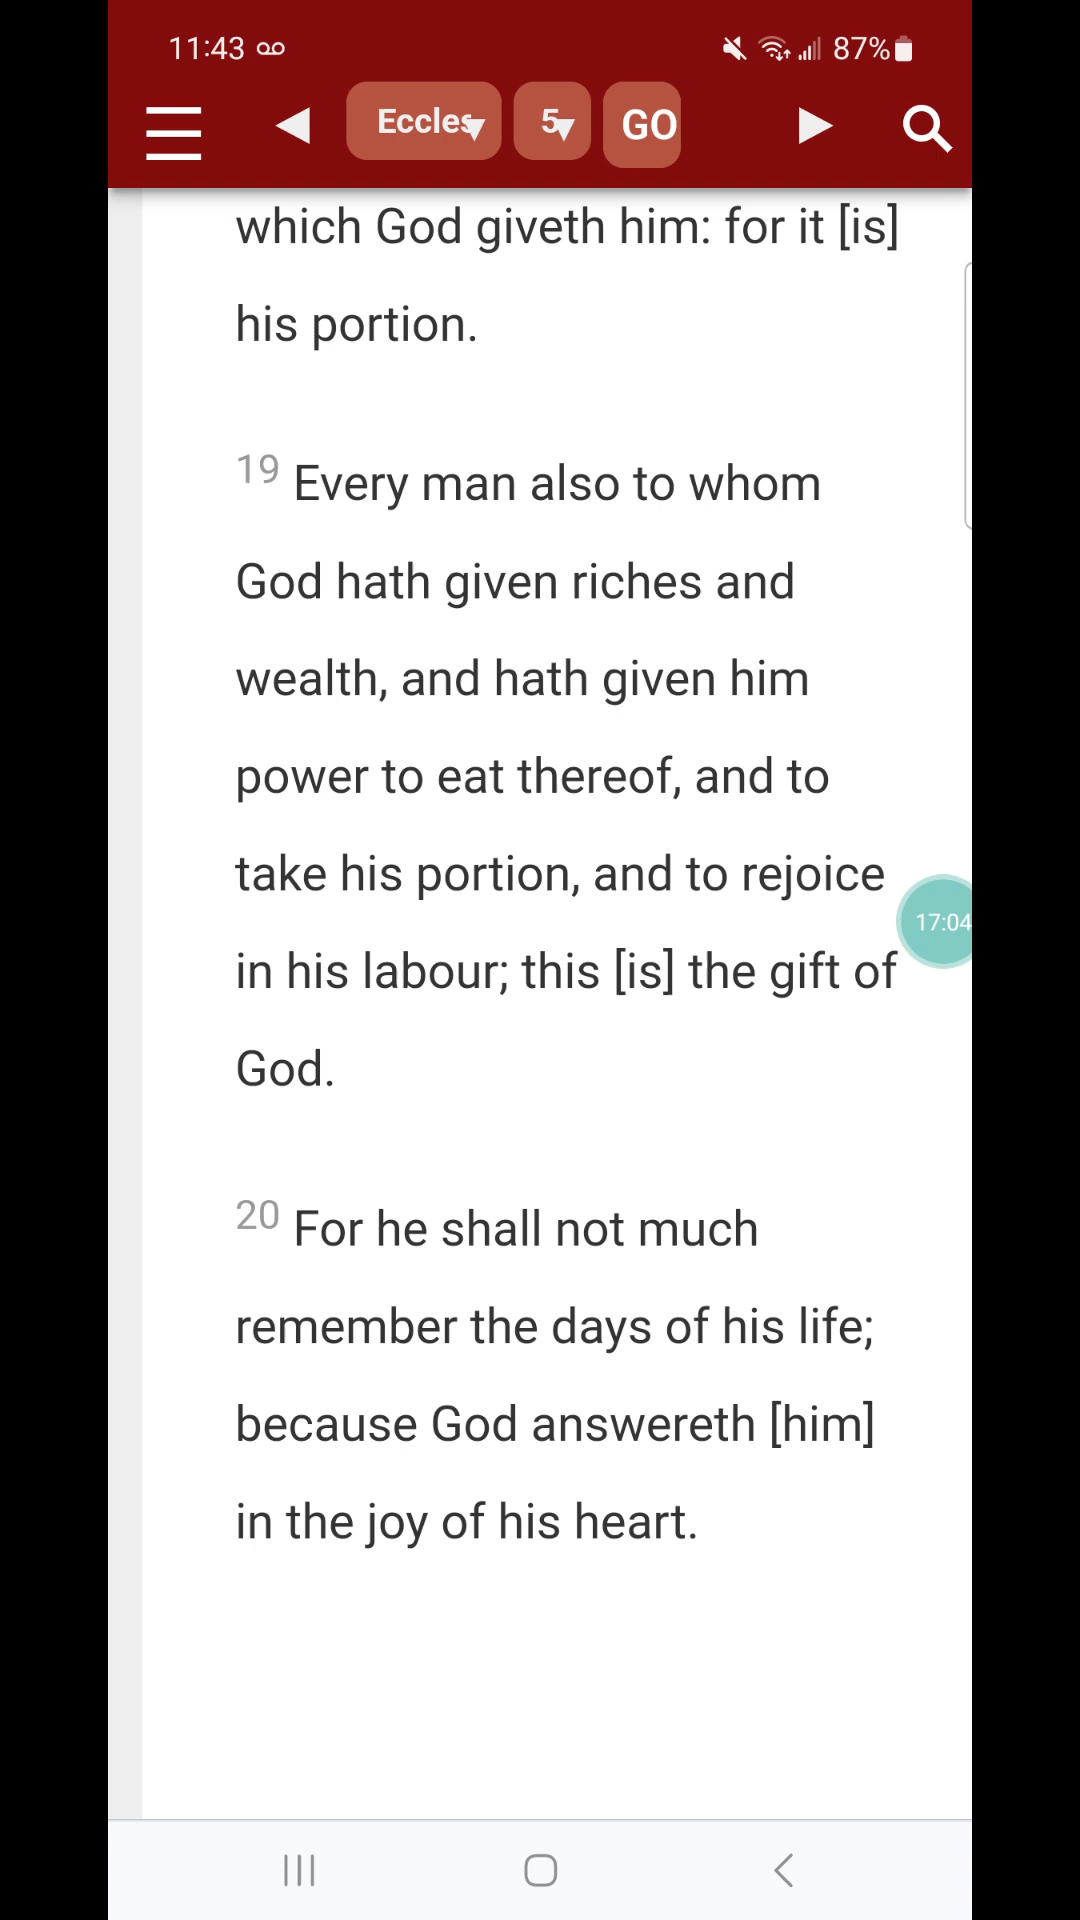 11:43 87%
Eccles 5 GO
which God giveth him: for it [is]
his portion.
19 Every man also to whom
God hath given riches and
wealth, and hath given him
power to eat thereof, and to
take his portion, and to rejoice
17:04
in his labour; this [is] the gift of
God.
20 For he shall not much
remember the days of his life;
because God answereth [him]
in the joy of his heart.